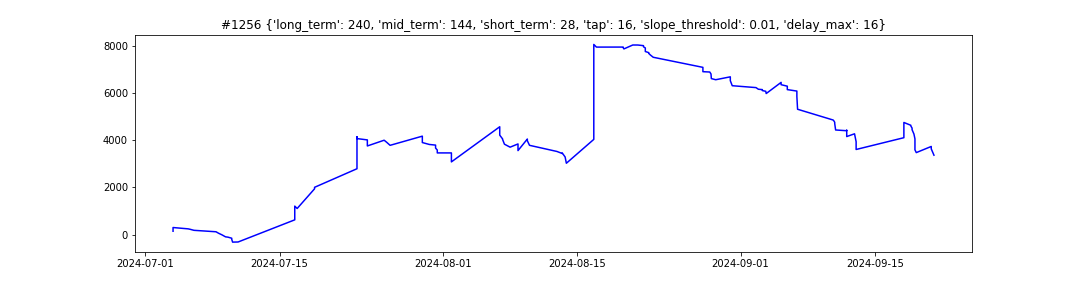 #1256 {'long_term': 240, 'mid_term': 144, 'short_term': 28, 'tap': 16, 'slope_threshold': 0.01, 'delay_max': 16}
8000
6000
4000
2000
0
2024-07-01 2024-07-15 2024-08-01 2024-08-15 2024-09-01 2024-09-15